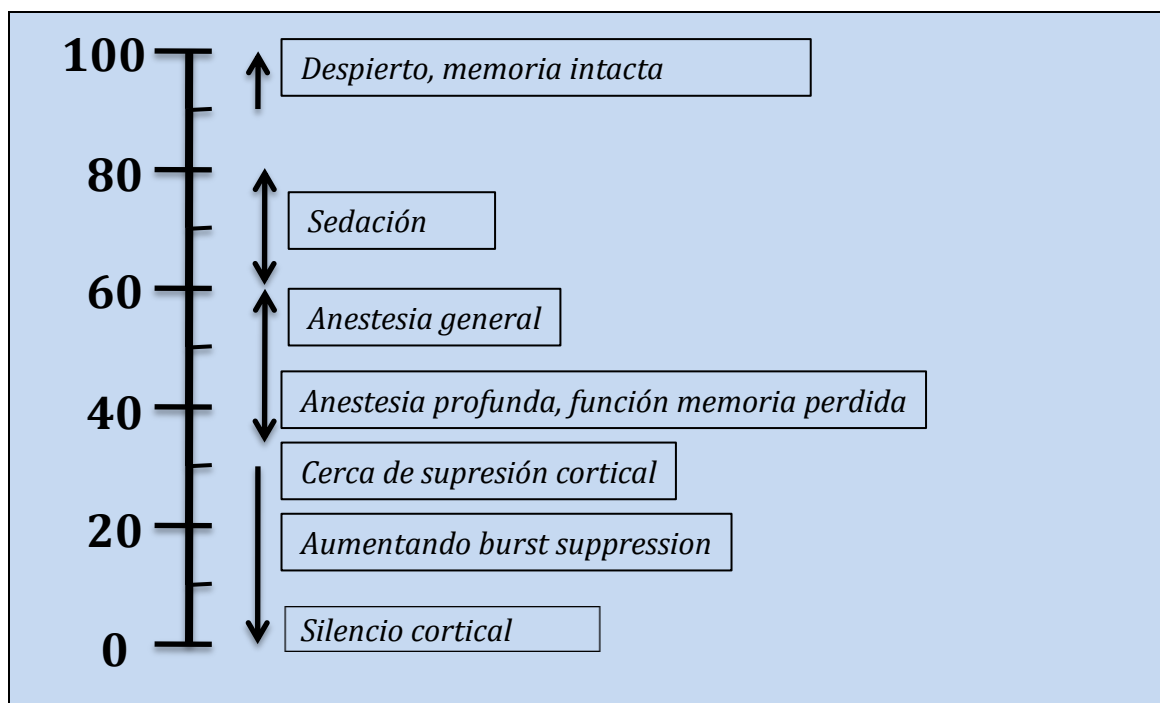 100
Despierto, memoria intacta
80
Sedación
60
Anestesia general
Anestesia profunda, función memoria perdida
40
Cerca de supresión cortical
20
Aumentando burst suppression
Silencio cortical
0